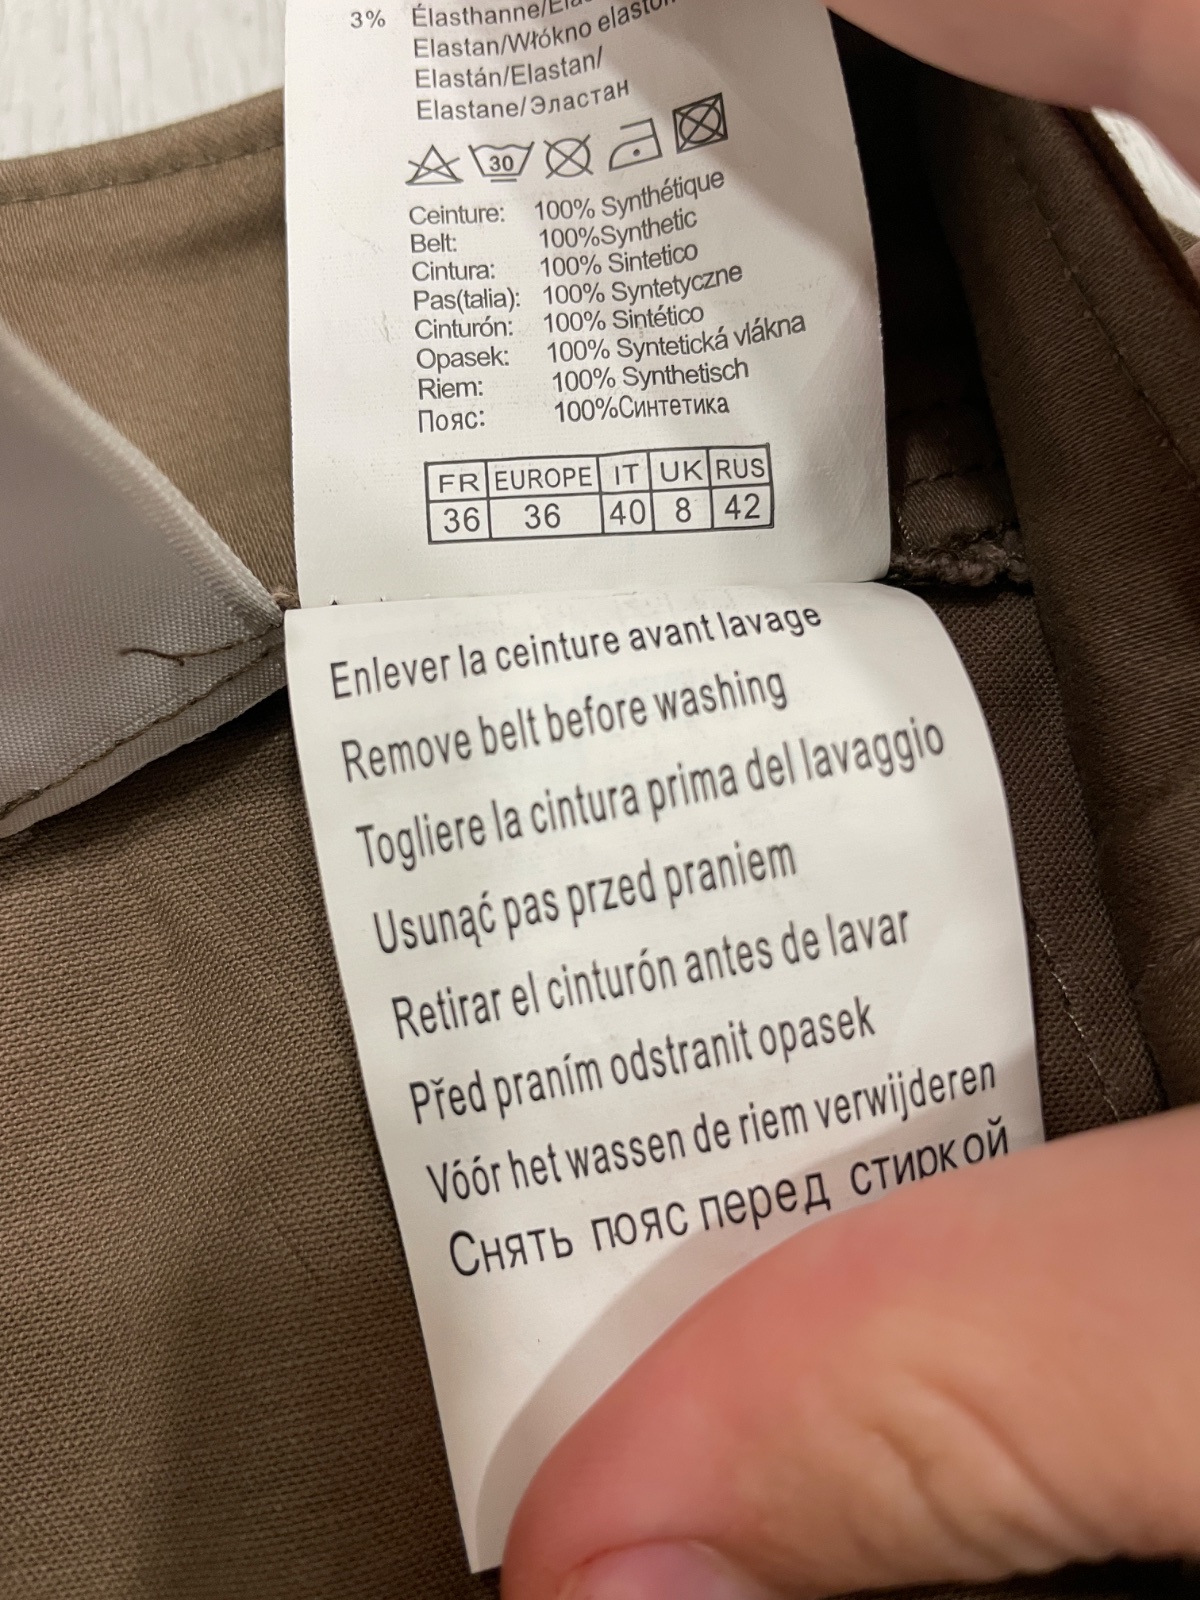 3% Élasthanne/
Elastan/Włókno
Elastán/Elastan/
Elastane/Эластан
30
Ceinture: 100% Synthétique
Belt: 100%Synthetic
Cintura: 100% Sintetico
Pas(talia): 100% Syntetyczne
Cinturón: 100% Sintético
Opasek: 100% Syntetická vlákna
Riem: 100% Synthetisch
Пояс: 100%Синтетика
FR EUROPE IT UK RUS
36 36 40 8 42
Enlever la ceinture avant lavage
Remove belt before washing
Togliere la cintura prima del lavaggio
Usunąć pas przed praniem
Retirar el cinturón antes de lavar
Před praním odstranit opasek
Vóór het wassen de riem verwijderen
Снять пояс перед стиркой